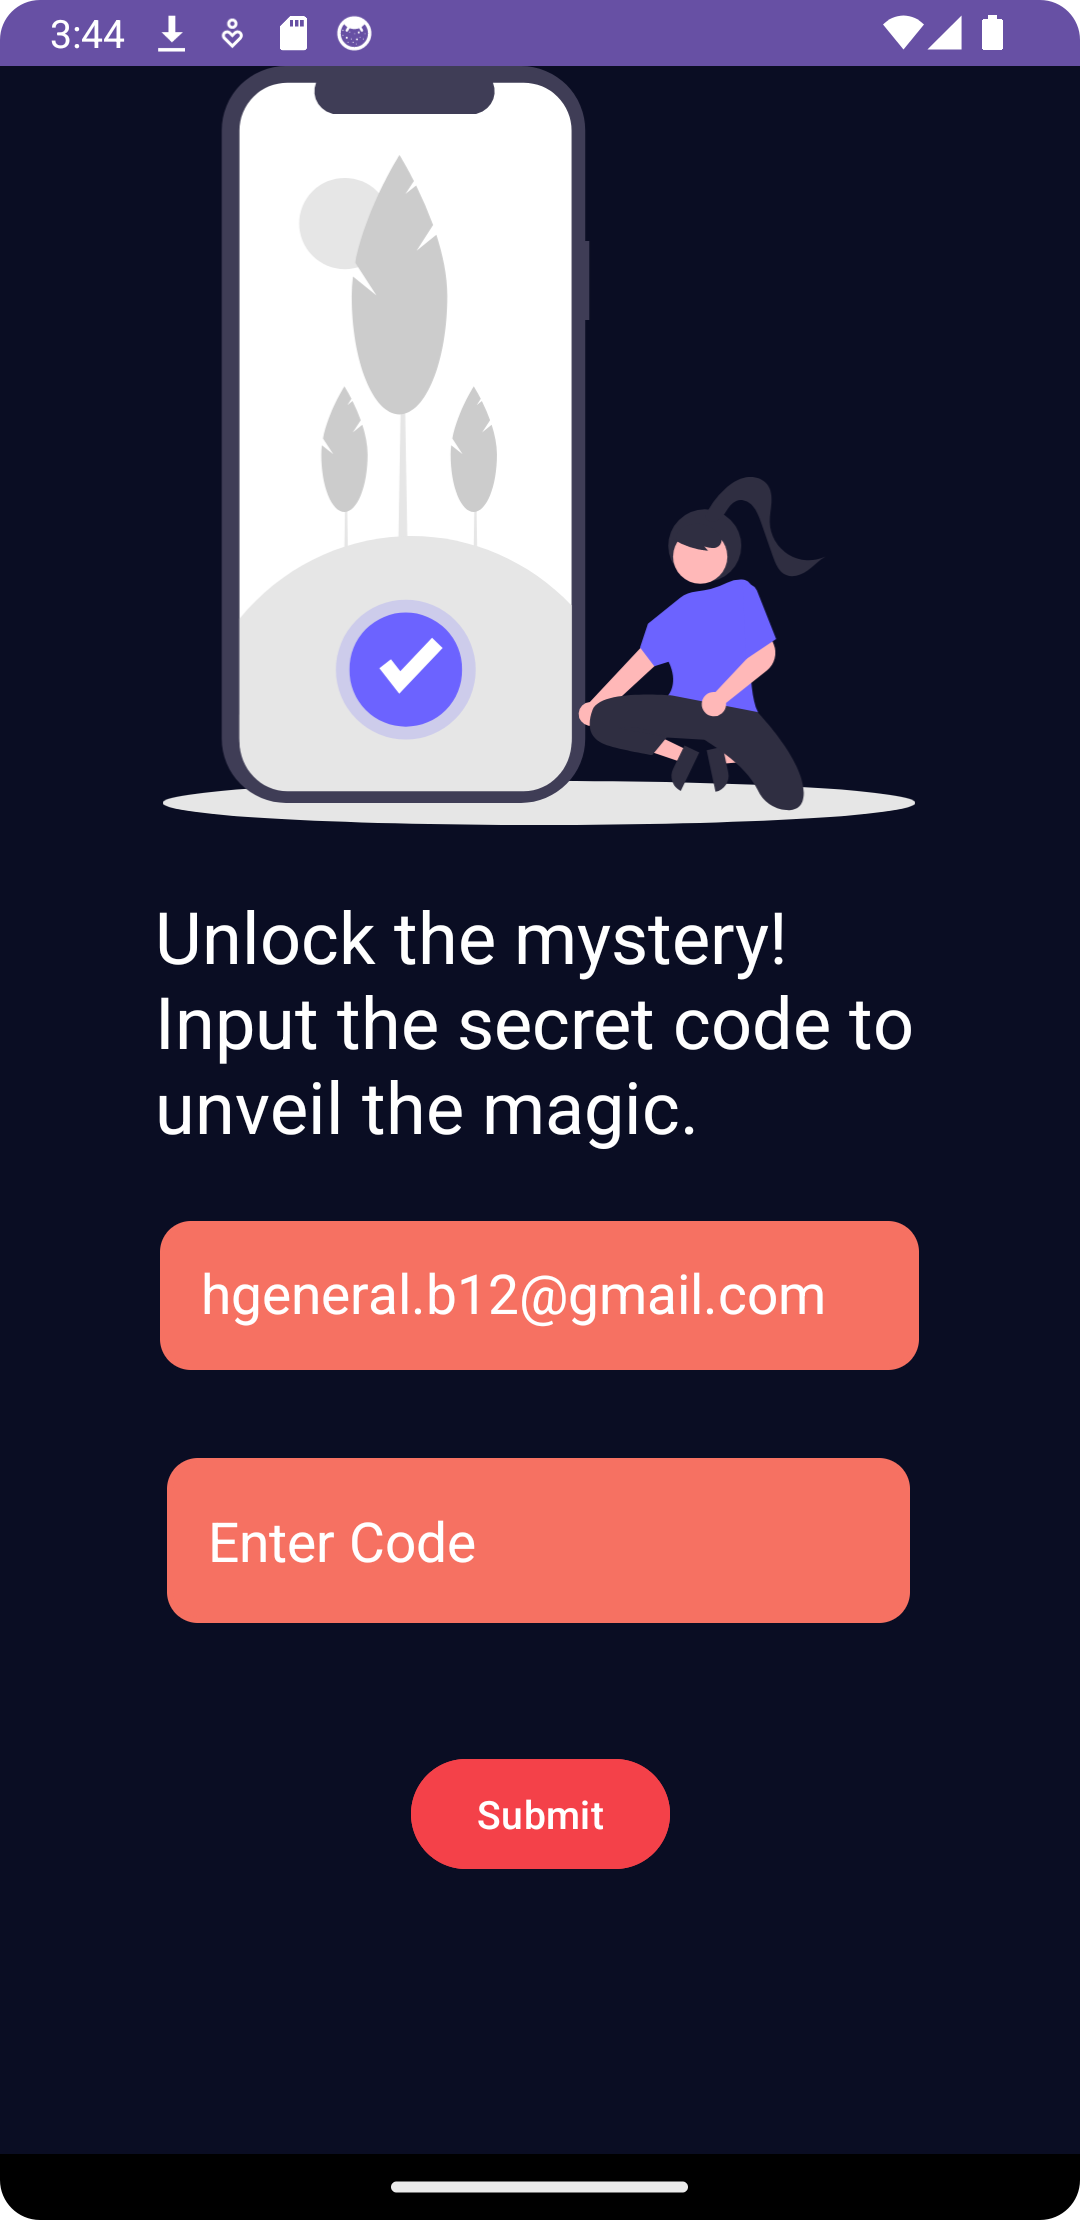 3:44
Unlock the mystery!
Input the secret code to
unveil the magic.
hgeneral.b12@gmail.com
Enter Code
Submit